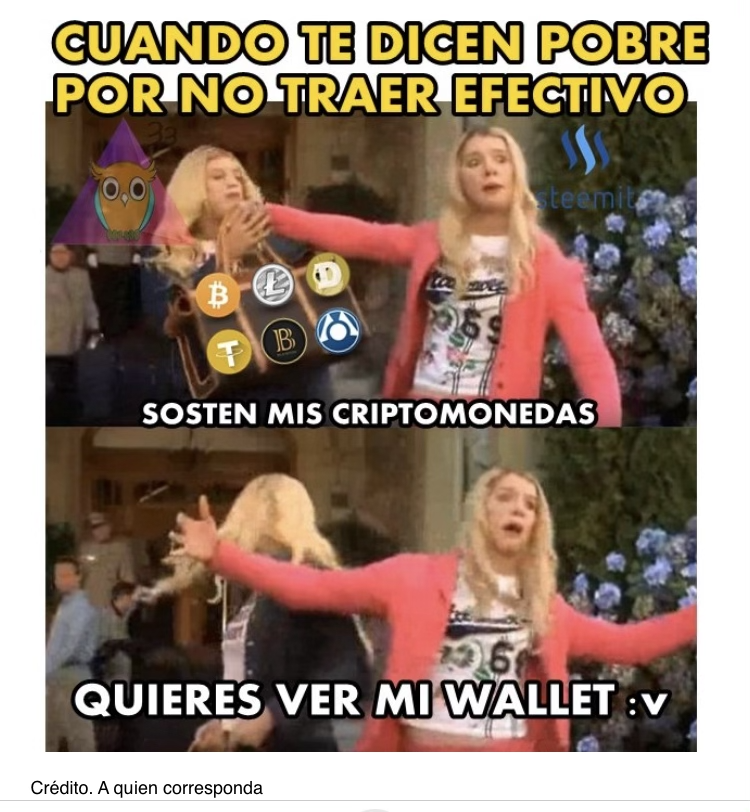 CUANDO TE DICEN POBRE
POR NO TRAER EFECTIVO
33
steemit
SOSTEN MIS CRIPTOMONEDAS
QUIERES VER MI WALLET :v
Crédito. A quien corresponda